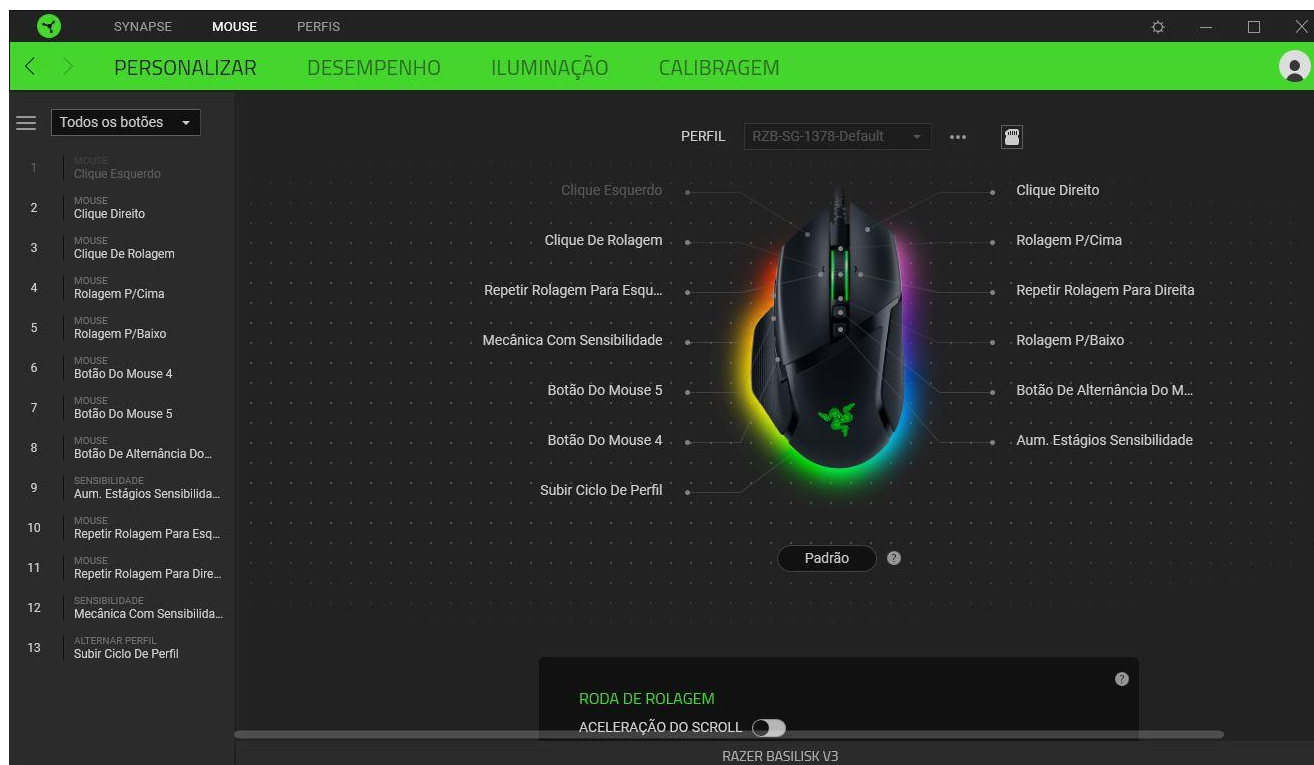 SYNAPSE MOUSE PERFIS
PERSONALIZAR DESEMPENHO ILUMINAÇÃO CALIBRAGEM
Todos os botões
PERFIL RZB-SG-1378-Default
1 MOUSE
Clique Esquerdo
2 MOUSE
Clique Direito
3 MOUSE
Clique De Rolagem
4 MOUSE
Rolagem P/Cima
5 MOUSE
Rolagem P/Baixo
6 MOUSE
Botão Do Mouse 4
7 MOUSE
Botão Do Mouse 5
8 MOUSE
Botão De Alternância Do...
9 SENSIBILIDADE
Aum. Estágios Sensibilida...
10 MOUSE
Repetir Rolagem Para Esq...
11 MOUSE
Repetir Rolagem Para Dire...
12 SENSIBILIDADE
Mecânica Com Sensibilida...
13 ALTERNAR PERFIL
Subir Ciclo De Perfil
Clique Esquerdo
Clique De Rolagem
Repetir Rolagem Para Esqu...
Mecânica Com Sensibilidade
Botão Do Mouse 5
Botão Do Mouse 4
Subir Ciclo De Perfil
Clique Direito
Rolagem P/Cima
Repetir Rolagem Para Direita
Rolagem P/Baixo
Botão De Alternância Do M...
Aum. Estágios Sensibilidade
Padrão ?
?
RODA DE ROLAGEM
ACELERAÇÃO DO SCROLL
RAZER BASILISK V3